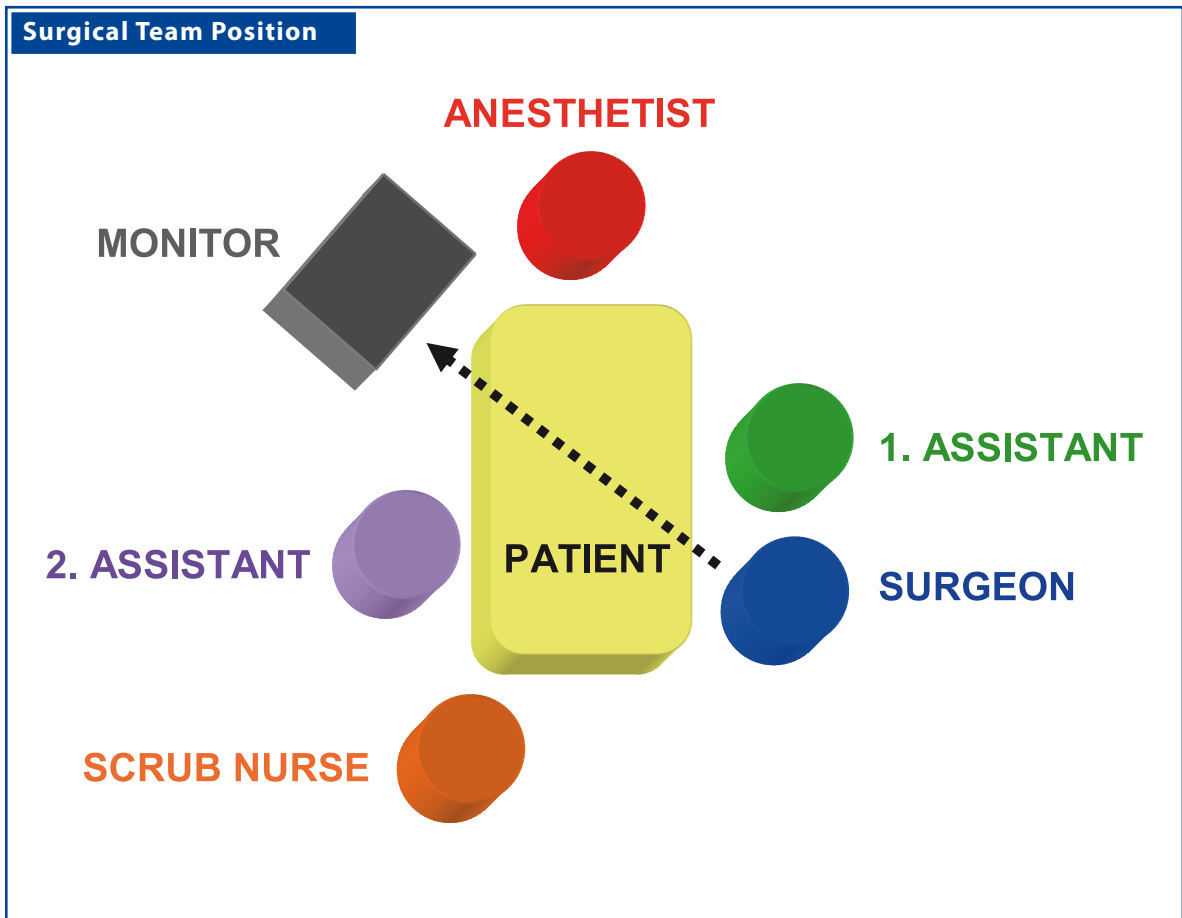 Surgical Team Position
ANESTHETIST
MONITOR
1. ASSISTANT
2. ASSISTANT
PATIENT
SURGEON
SCRUB NURSE